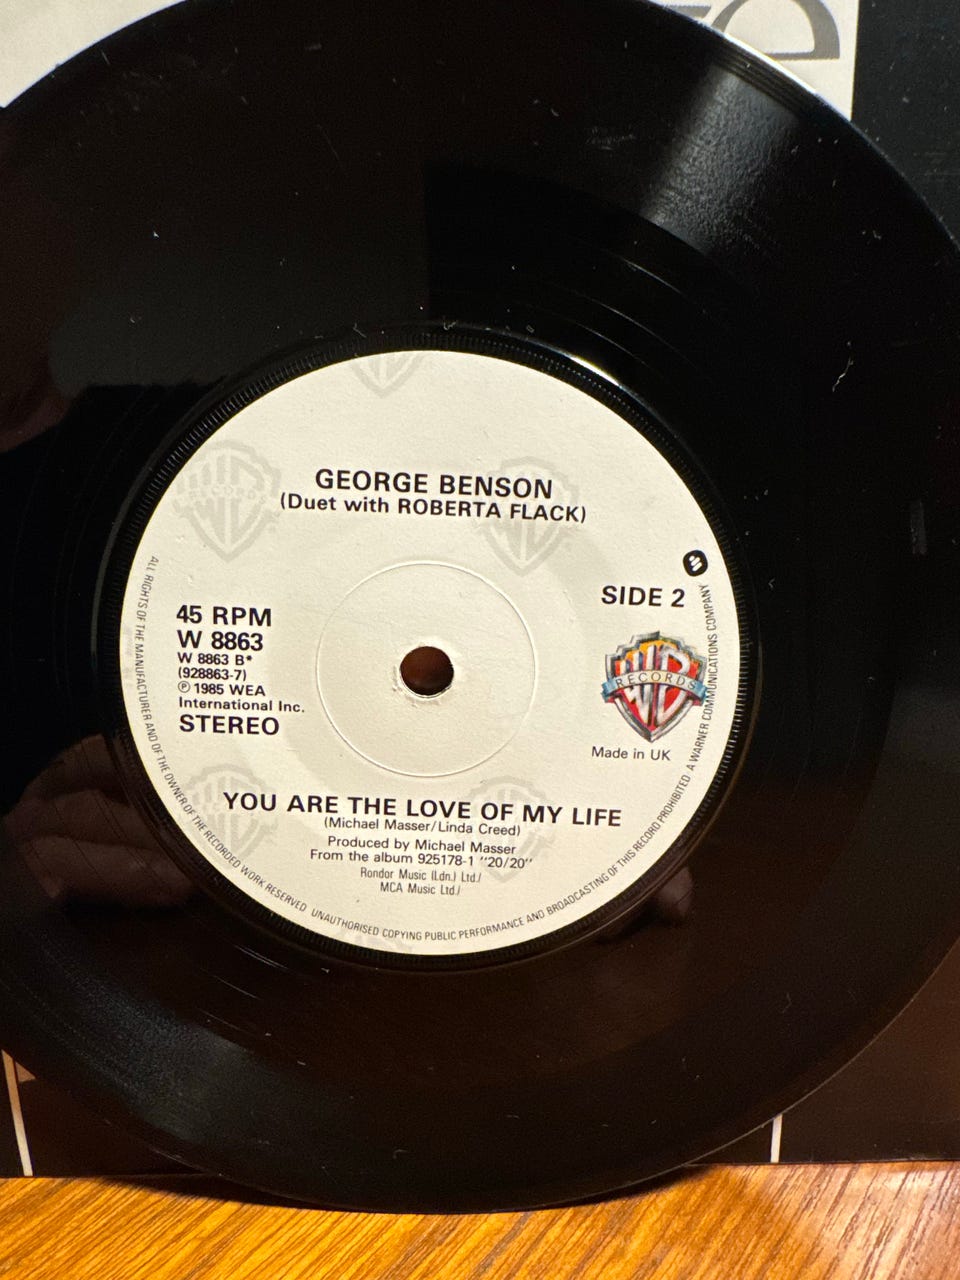 GEORGE BENSON
(Duet with ROBERTA FLACK)
SIDE 2
45 RPM
W 8863
W 8863 B*
(928863-7)
Ⓟ 1985 WEA
International Inc.
STEREO
WB
RECORDS
Made in UK
YOU ARE THE LOVE OF MY LIFE
(Michael Masser/Linda Creed)
Produced by Michael Masser
From the album 925178-1 "20/20"
Rondor Music (Ldn.) Ltd/
MCA Music Ltd/
ALL RIGHTS OF THE MANUFACTURER AND OF THE OWNER OF THE RECORDED WORK RESERVED UNAUTHORISED COPYING PUBLIC PERFORMANCE AND BROADCASTING OF THIS RECORD PROHIBITED A WARNER COMMUNICATIONS COMPANY